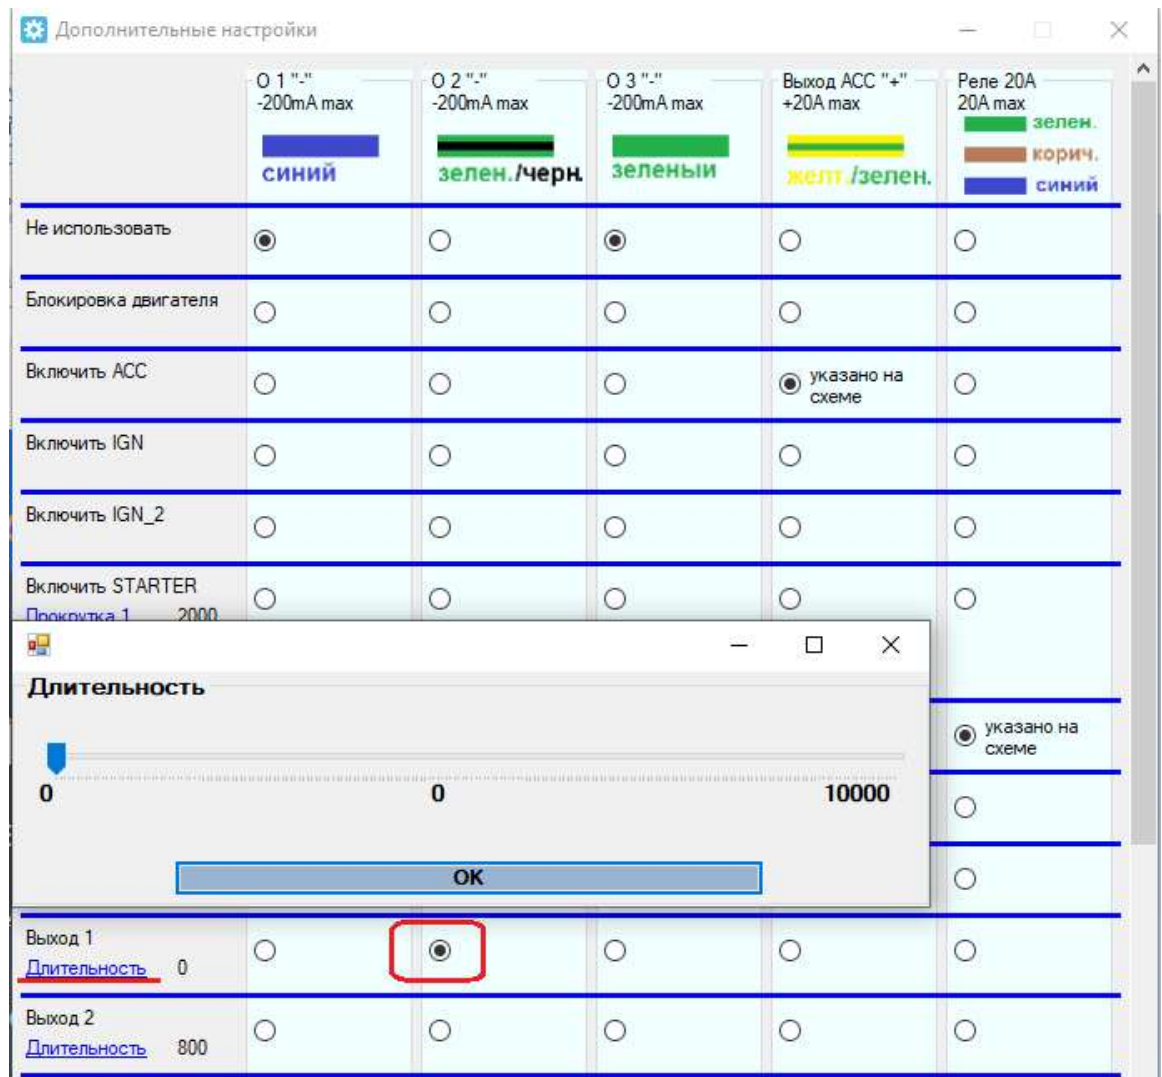 Дополнительные настройки
О 1 "-"
-200mA max
синий
О 2 "-"
-200mA max
зелен./черн.
О 3 "-"
-200mA max
зеленый
Выход ACC "+"
+20A max
желт./зелен.
Реле 20А
20A max
зелен.
корич.
синий
Не использовать
Блокировка двигателя
Включить ACC
указано на
схеме
Включить IGN
Включить IGN_2
Включить STARTER
Прокрутка 1 2000
Длительность
0 0 10000
OK
указано на
схеме
Выход 1
Длительность 0
Выход 2
Длительность 800